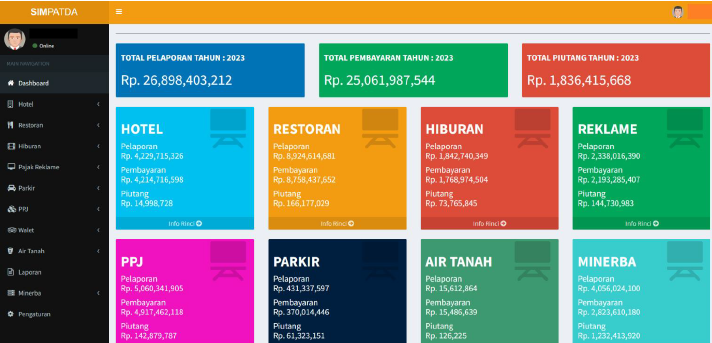 SIMPATDA
Online
MAIN NAVIGATION
Dashboard
Hotel
Restoran
Hiburan
Pajak Reklame
Parkir
PPJ
Walet
Air Tanah
Laporan
Minerba
Pengaturan
TOTAL PELAPORAN TAHUN : 2023
Rp. 26,898,403,212
TOTAL PEMBAYARAN TAHUN : 2023
Rp. 25,061,987,544
TOTAL PIUTANG TAHUN : 2023
Rp. 1,836,415,668
HOTEL
Pelaporan
Rp. 4,229,715,326
Pembayaran
Rp. 4,214,716,598
Piutang
Rp. 14,998,728
Info Rinci
RESTORAN
Pelaporan
Rp. 8,924,614,681
Pembayaran
Rp. 8,758,437,652
Piutang
Rp. 166,177,029
Info Rinci
HIBURAN
Pelaporan
Rp. 1,842,740,349
Pembayaran
Rp. 1,768,974,504
Piutang
Rp. 73,765,845
Info Rinci
REKLAME
Pelaporan
Rp. 2,338,016,390
Pembayaran
Rp. 2,193,285,407
Piutang
Rp. 144,730,983
Info Rinci
PPJ
Pelaporan
Rp. 5,060,341,905
Pembayaran
Rp. 4,917,462,118
Piutang
Rp. 142,879,787
PARKIR
Pelaporan
Rp. 431,337,597
Pembayaran
Rp. 370,014,446
Piutang
Rp. 61,323,151
AIR TANAH
Pelaporan
Rp. 15,612,864
Pembayaran
Rp. 15,486,639
Piutang
Rp. 126,225
MINERBA
Pelaporan
Rp. 4,056,024,100
Pembayaran
Rp. 2,823,610,180
Piutang
Rp. 1,232,413,920